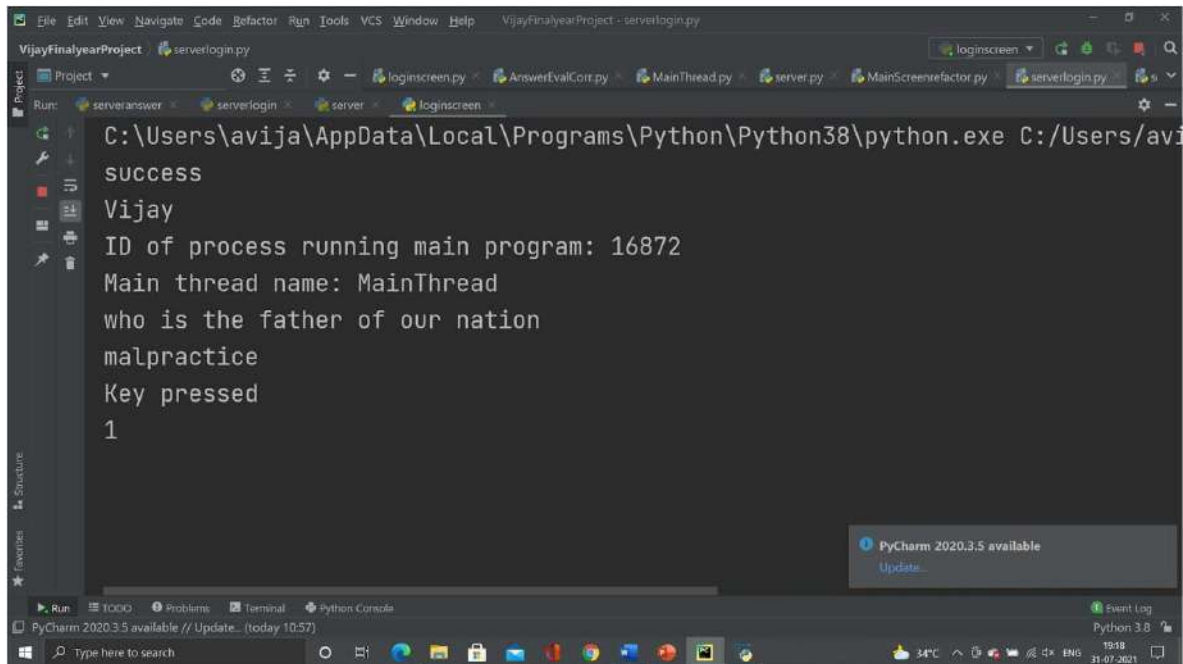 File Edit View Navigate Code Refactor Run Tools VCS Window Help VijayFinalyearProject - serverlogin.py
VijayFinalyearProject serverlogin.py loginscreen
Project loginscreen.py AnswerEvalCorr.py MainThread.py server.py MainScreenrefactor.py serverlogin.py
Project
Run: serveranswer serverlogin server loginscreen
C:\Users\avija\AppData\Local\Programs\Python\Python38\python.exe C:/Users/avi
success
Vijay
ID of process running main program: 16872
Main thread name: MainThread
who is the father of our nation
malpractice
Key pressed
1
Structure
Favorites
PyCharm 2020.3.5 available
Update...
Run TODO Problems Terminal Python Console Event Log
PyCharm 2020.3.5 available // Update... (today 10:57) Python 3.8
Type here to search 34°C ENG 19:18
31-07-2021